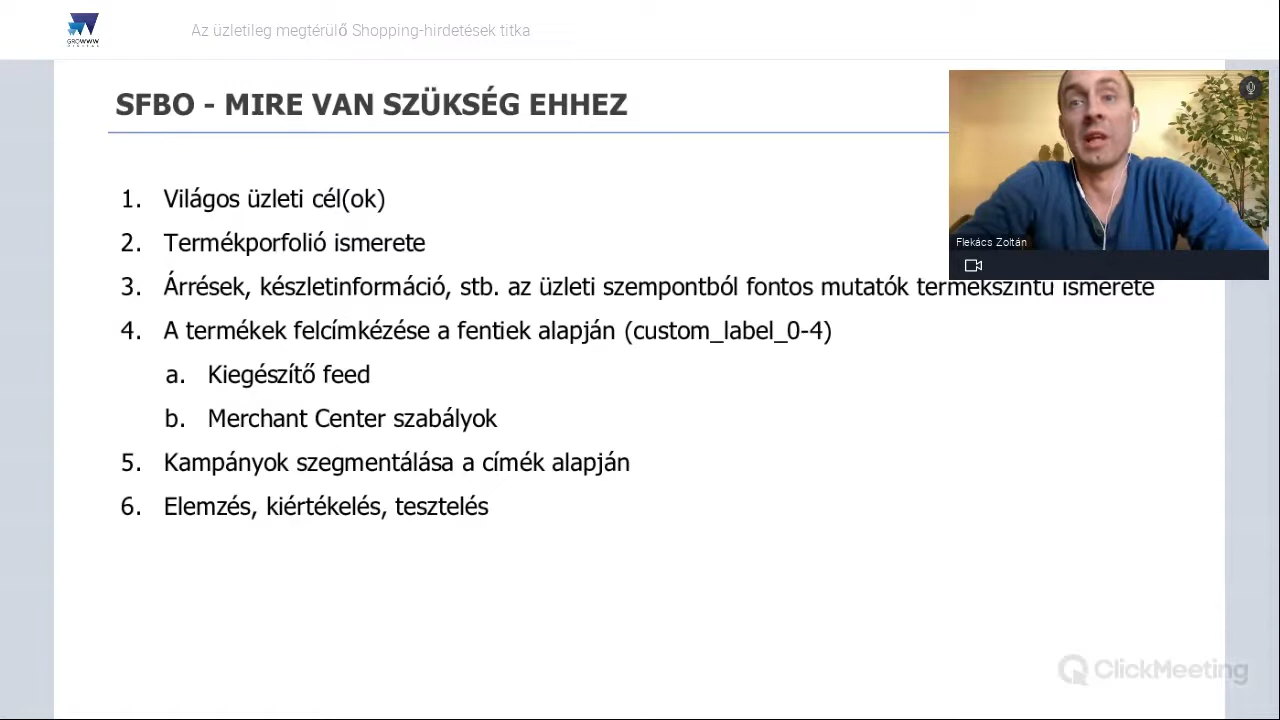 Az üzletileg megtérülő Shopping-hirdetések titka
GROWWW
DIGITAL
SFBO - MIRE VAN SZÜKSÉG EHHEZ
1. Világos üzleti cél(ok)
2. Termékporfolió ismerete
3. Árrések, készletinformáció, stb. az üzleti szempontból fontos mutatók termékszintű ismerete
4. A termékek felcímkézése a fentiek alapján (custom_label_0-4)
a. Kiegészítő feed
b. Merchant Center szabályok
5. Kampányok szegmentálása a címék alapján
6. Elemzés, kiértékelés, tesztelés
Flekács Zoltán
ClickMeeting